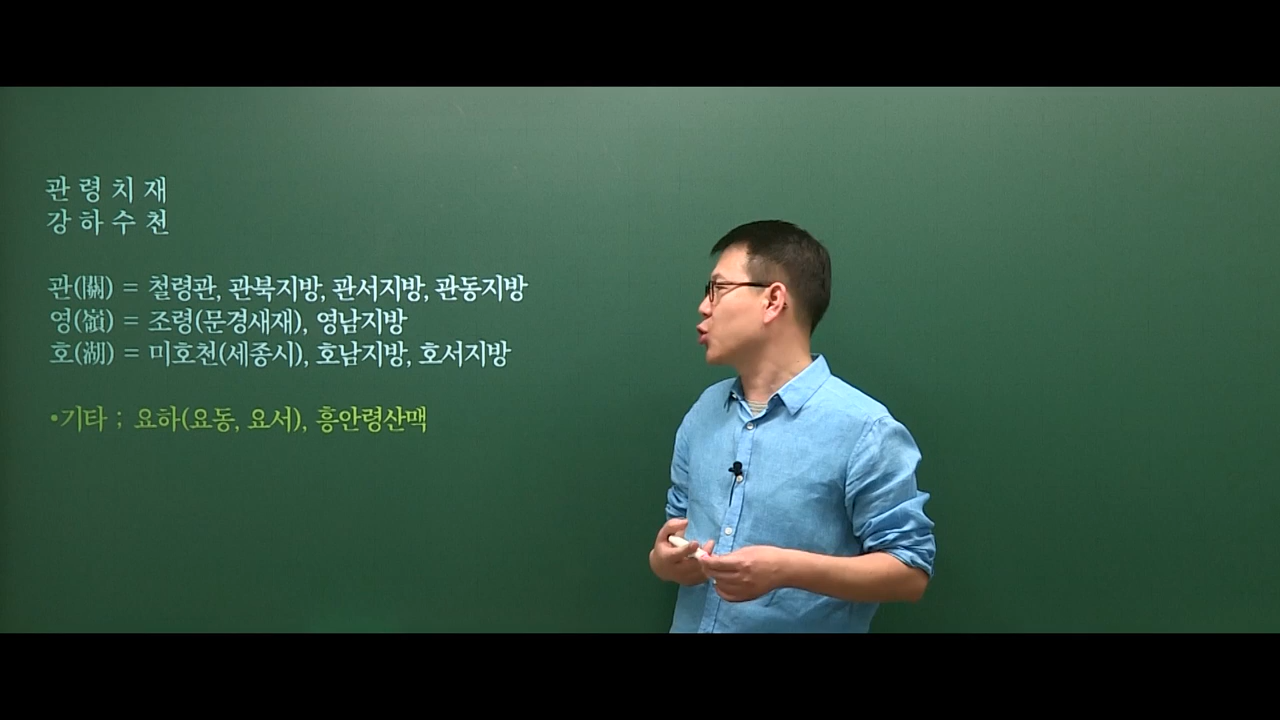 관 령 치 재
강 하 수 천
관(關) = 철령관, 관북지방, 관서지방, 관동지방
영(嶺) = 조령(문경새재), 영남지방
호(湖) = 미호천(세종시), 호남지방, 호서지방
•기타 ; 요하(요동, 요서), 흥안령산맥